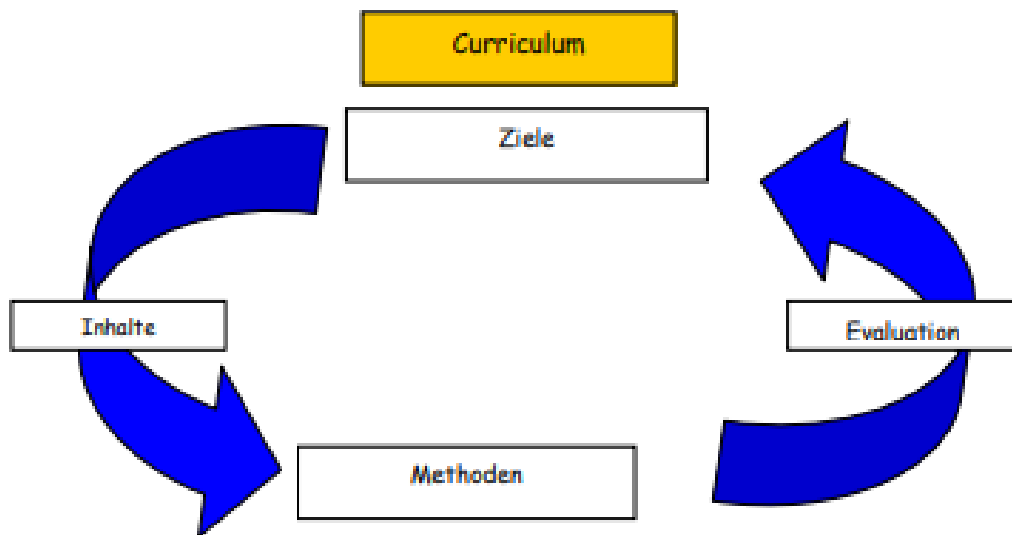 Curriculum
Ziele
Inhalte
Evaluation
Methoden